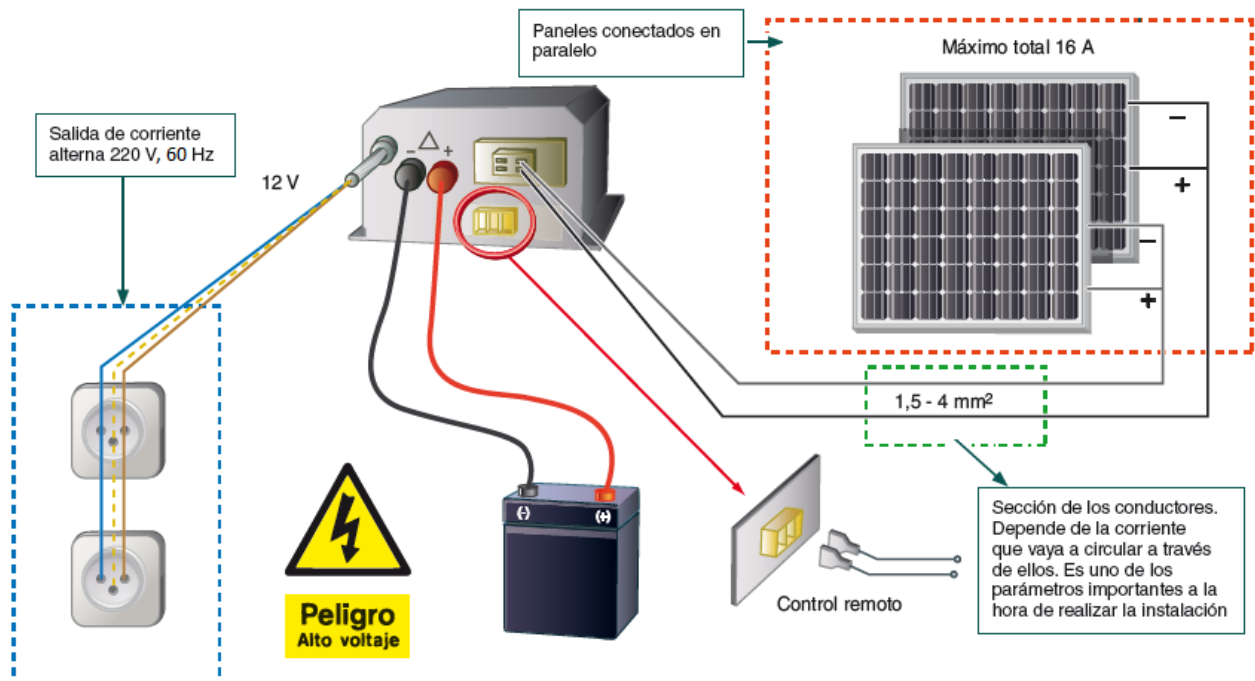 Paneles conectados en
paralelo
Máximo total 16 A
Salida de corriente
alterna 220 V, 60 Hz
12 V
- +
-
+
-
+
1,5 - 4 mm²
(-) (+)
Peligro
Alto voltaje
Control remoto
Sección de los conductores.
Depende de la corriente
que vaya a circular a través
de ellos. Es uno de los
parámetros importantes a la
hora de realizar la instalación